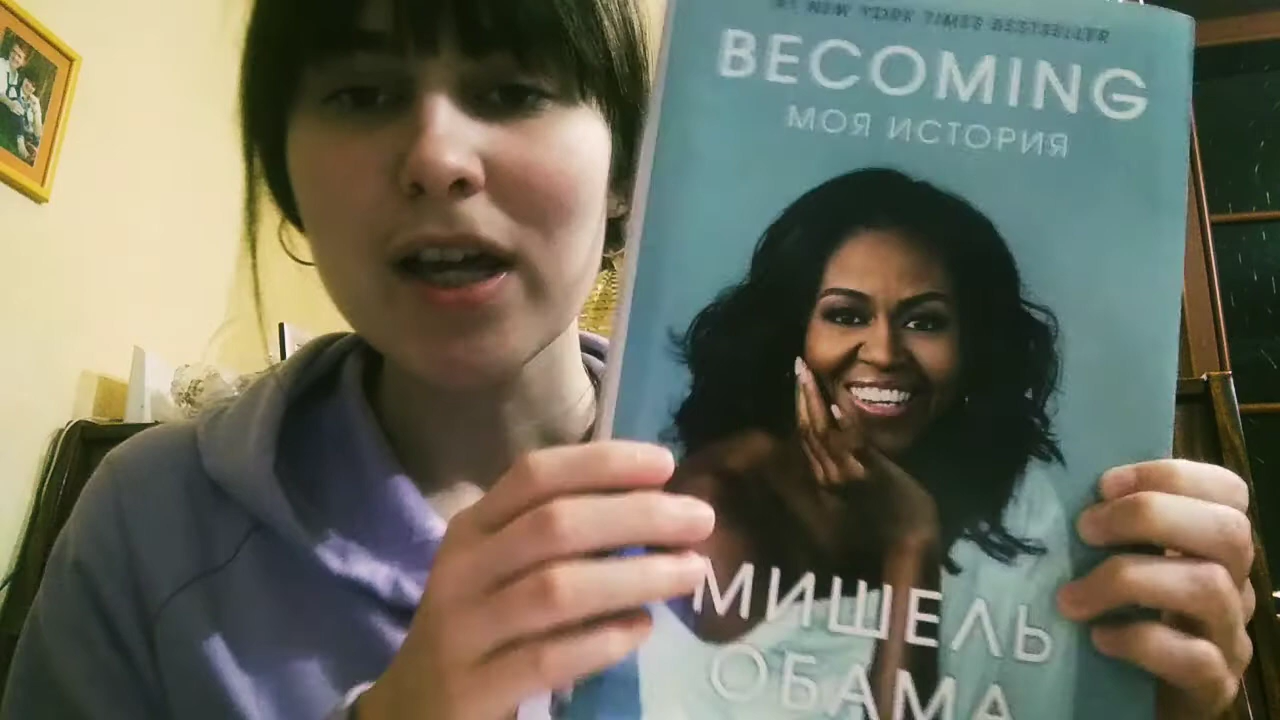 #1 NEW YORK TIMES BESTSELLER
BECOMING
МОЯ ИСТОРИЯ
МИШЕЛЬ
ОБАМА